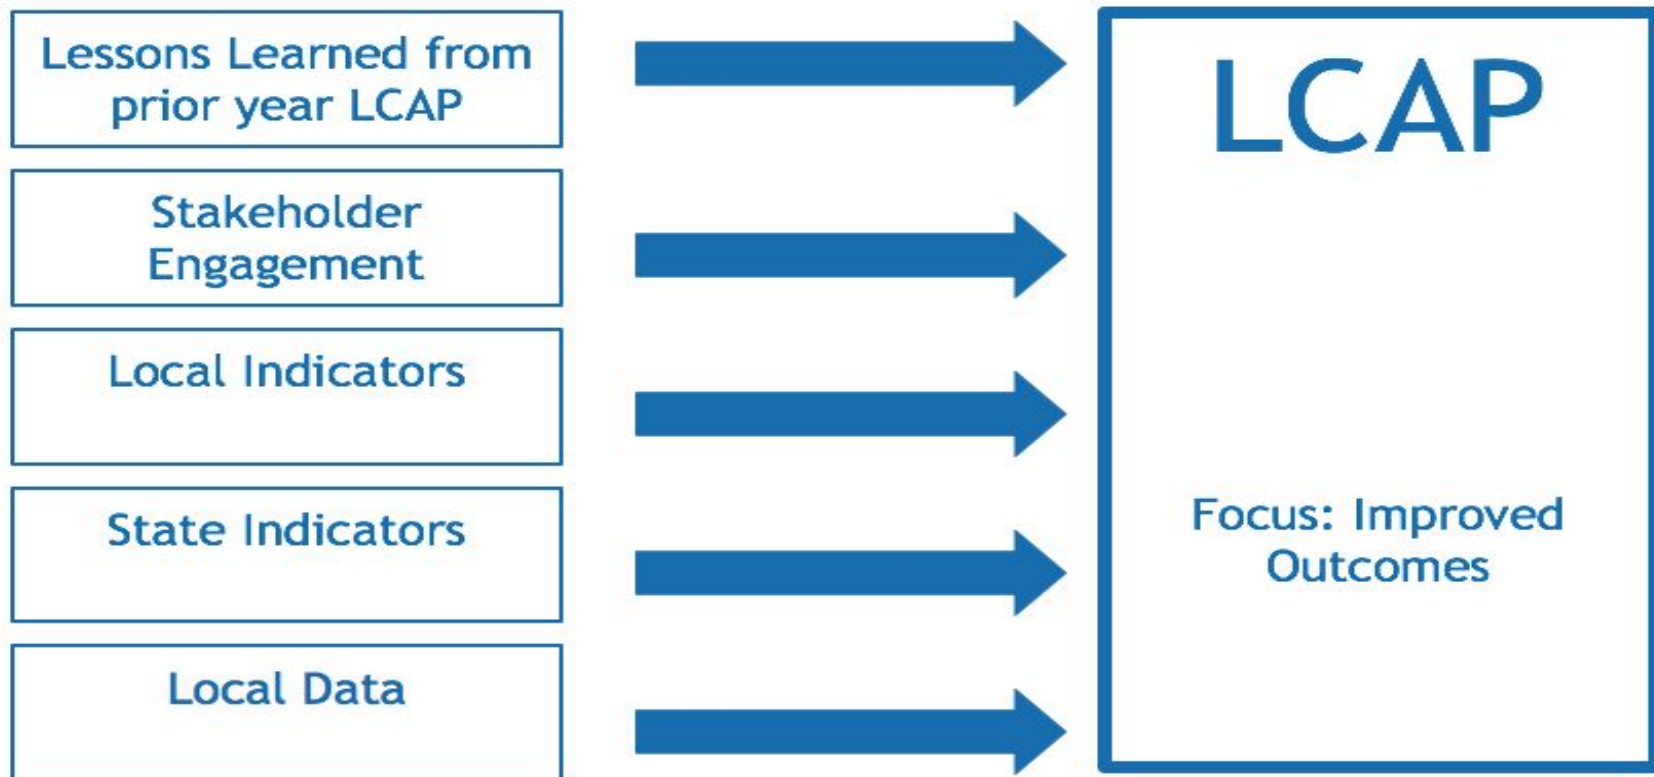 Lessons Learned from
prior year LCAP
Stakeholder
Engagement
Local Indicators
State Indicators
Local Data
LCAP
Focus: Improved
Outcomes